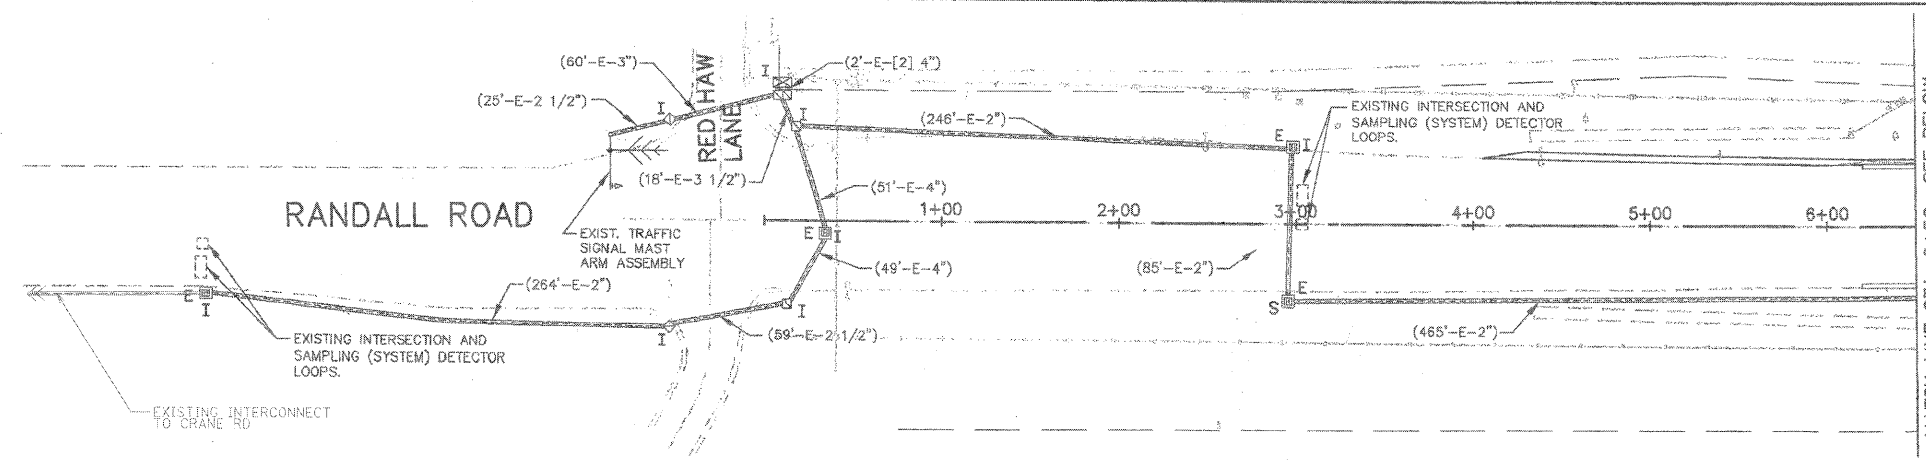 (60'-E-3")
I
(2'-E-[2] 4")
(25'-E-2 1/2")
I
RED HAW
LANE
I
(246'-E-2")
E
I
EXISTING INTERSECTION AND
SAMPLING (SYSTEM) DETECTOR
LOOPS.
(18'-E-3 1/2")
(51'-E-4")
RANDALL ROAD
1+00
2+00
3+00
4+00
5+00
6+00
EXIST. TRAFFIC
SIGNAL MAST
ARM ASSEMBLY
E
I
(49'-E-4")
(85'-E-2")
(264'-E-2")
E
I
E
S
I
I
(59'-E-2 1/2")
(465'-E-2")
EXISTING INTERSECTION AND
SAMPLING (SYSTEM) DETECTOR
LOOPS.
EXISTING INTERCONNECT
TO CRANE RD